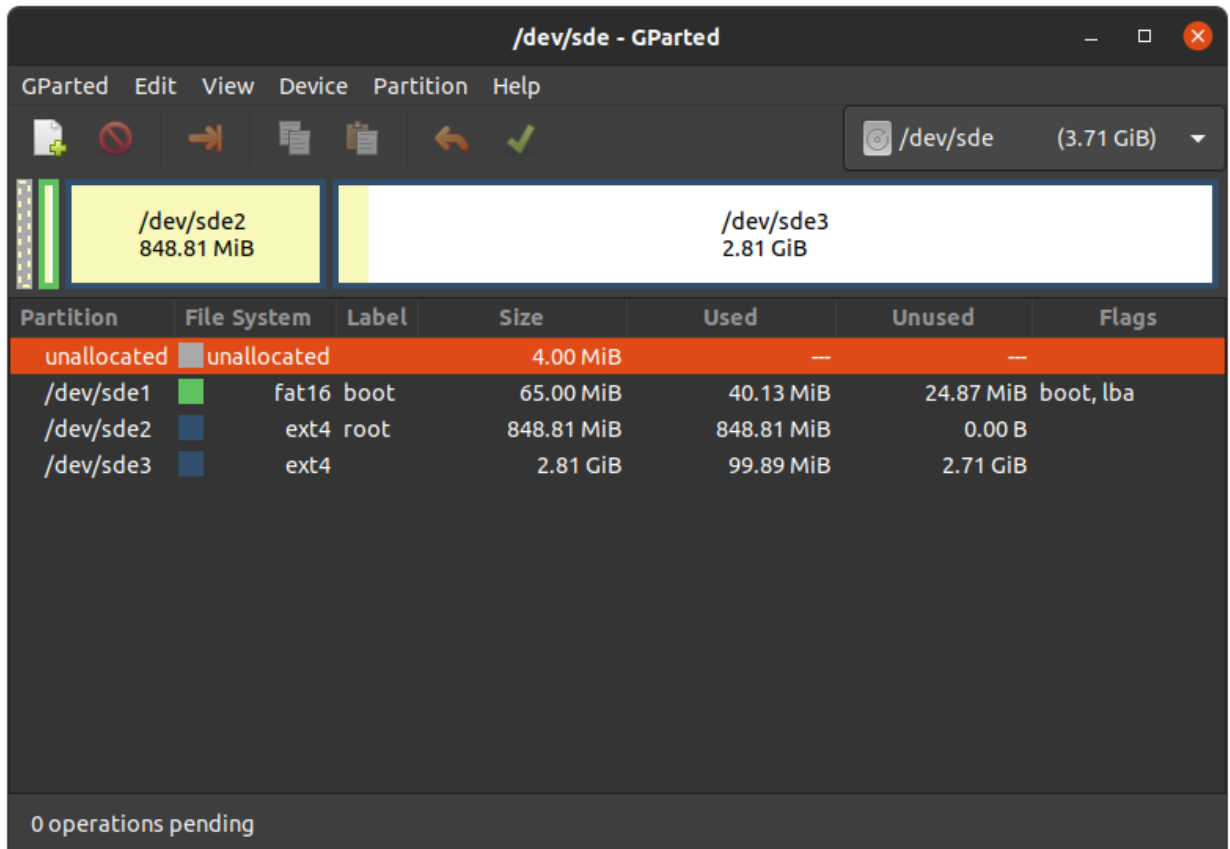 /dev/sde - GParted
GParted Edit View Device Partition Help
/dev/sde (3.71 GiB)
/dev/sde2
848.81 MiB
/dev/sde3
2.81 GiB
Partition File System Label Size Used Unused Flags
unallocated unallocated 4.00 MiB --- ---
/dev/sde1 fat16 boot 65.00 MiB 40.13 MiB 24.87 MiB boot, lba
/dev/sde2 ext4 root 848.81 MiB 848.81 MiB 0.00 B
/dev/sde3 ext4 2.81 GiB 99.89 MiB 2.71 GiB
0 operations pending